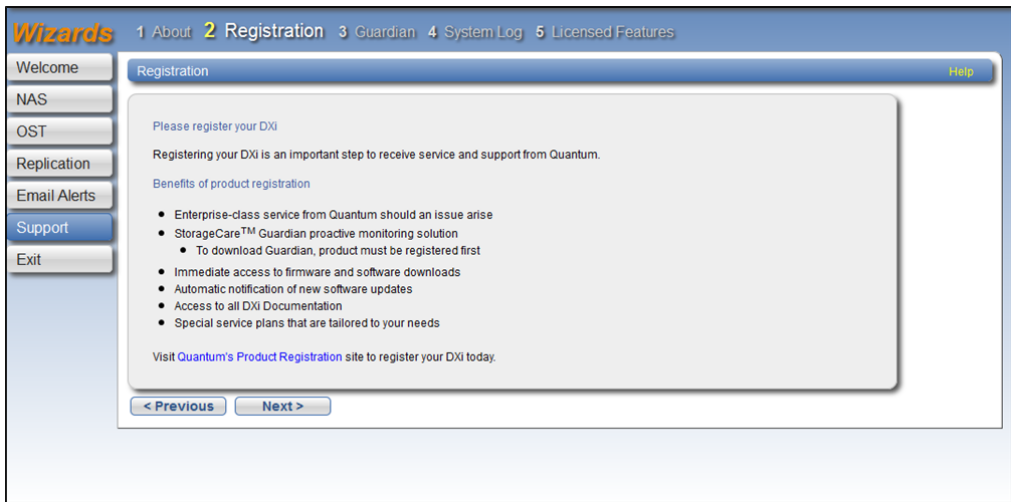 Wizards 1 About 2 Registration 3 Guardian 4 System Log 5 Licensed Features
Welcome
NAS
OST
Replication
Email Alerts
Support
Exit
Registration Help
Please register your DXi
Registering your DXi is an important step to receive service and support from Quantum.
Benefits of product registration
• Enterprise-class service from Quantum should an issue arise
• StorageCare™ Guardian proactive monitoring solution
• To download Guardian, product must be registered first
• Immediate access to firmware and software downloads
• Automatic notification of new software updates
• Access to all DXi Documentation
• Special service plans that are tailored to your needs
Visit Quantum's Product Registration site to register your DXi today.
< Previous Next >